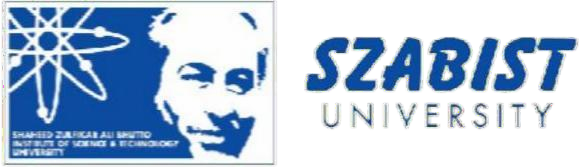 SHAHEED ZULFIKAR ALI BHUTTO
INSTITUTE OF SCIENCE & TECHNOLOGY
UNIVERSITY
SZABIST
UNIVERSITY